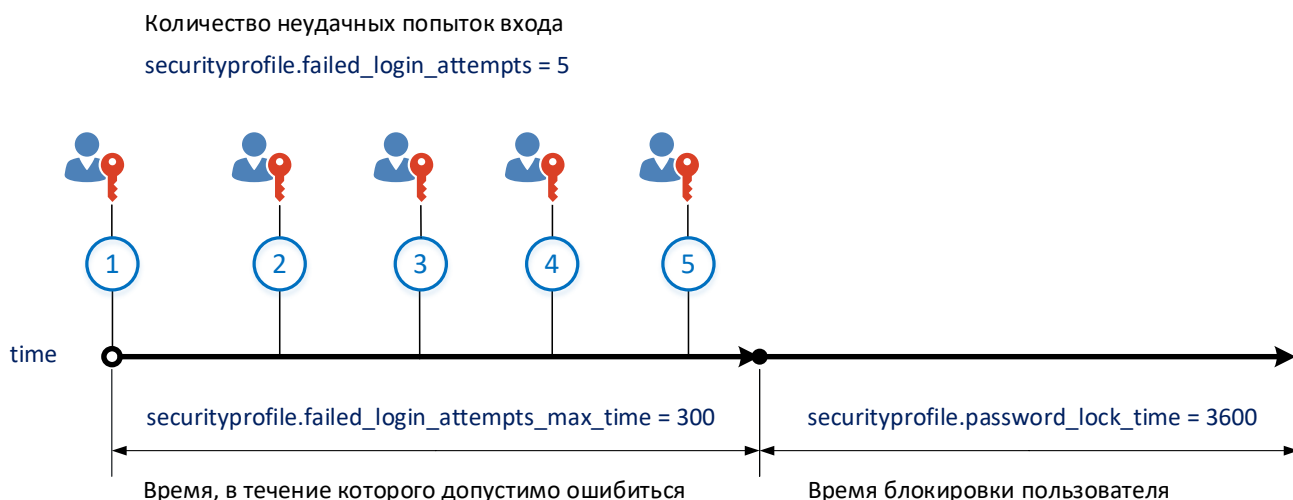 Количество неудачных попыток входа
securityprofile.failed_login_attempts = 5
1 2 3 4 5
time
securityprofile.failed_login_attempts_max_time = 300 securityprofile.password_lock_time = 3600
Время, в течение которого допустимо ошибиться Время блокировки пользователя